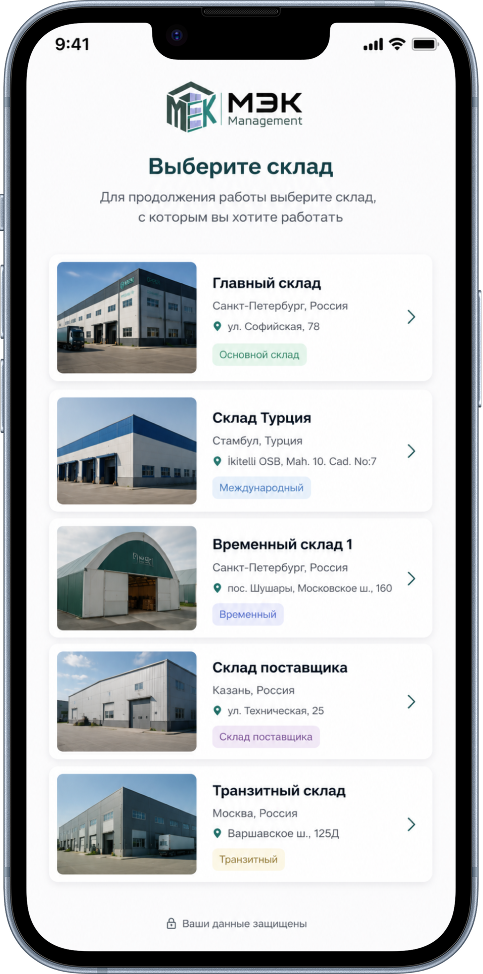 9:41
МЭК
МЭК
Management
Выберите склад
Для продолжения работы выберите склад,
с которым вы хотите работать
Главный склад
Санкт-Петербург, Россия
ул. Софийская, 78
Основной склад
Склад Турция
Стамбул, Турция
İkitelli OSB, Mah. 10. Cad. No:7
Международный
Временный склад 1
Санкт-Петербург, Россия
пос. Шушары, Московское ш., 160
Временный
Склад поставщика
Казань, Россия
ул. Техническая, 25
Склад поставщика
Транзитный склад
Москва, Россия
Варшавское ш., 125Д
Транзитный
Ваши данные защищены